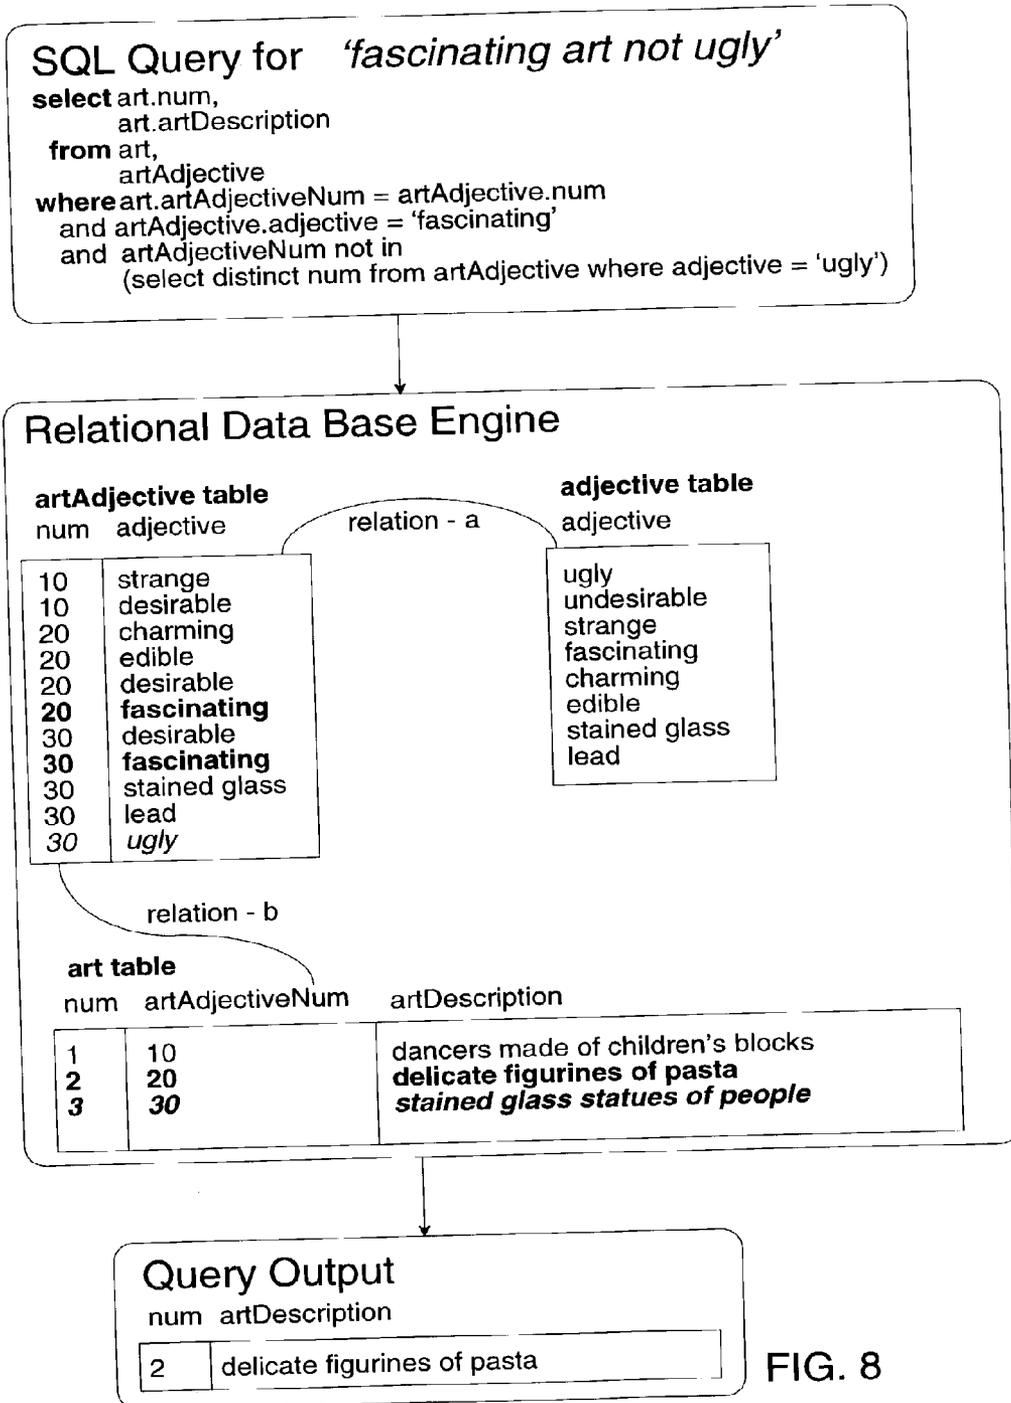 SQL Query for 'fascinating art not ugly'
select art.num,
art.artDescription
from art,
artAdjective
where art.artAdjectiveNum = artAdjective.num
and artAdjective.adjective = 'fascinating'
and artAdjectiveNum not in
(select distinct num from artAdjective where adjective = 'ugly')
Relational Data Base Engine
artAdjective table
num adjective
10 strange
10 desirable
20 charming
20 edible
20 desirable
20 fascinating
30 desirable
30 fascinating
30 stained glass
30 lead
30 ugly
relation - a
adjective table
adjective
ugly
undesirable
strange
fascinating
charming
edible
stained glass
lead
relation - b
art table
num artAdjectiveNum artDescription
1 10 dancers made of children's blocks
2 20 delicate figurines of pasta
3 30 stained glass statues of people
Query Output
num artDescription
2 delicate figurines of pasta
FIG. 8